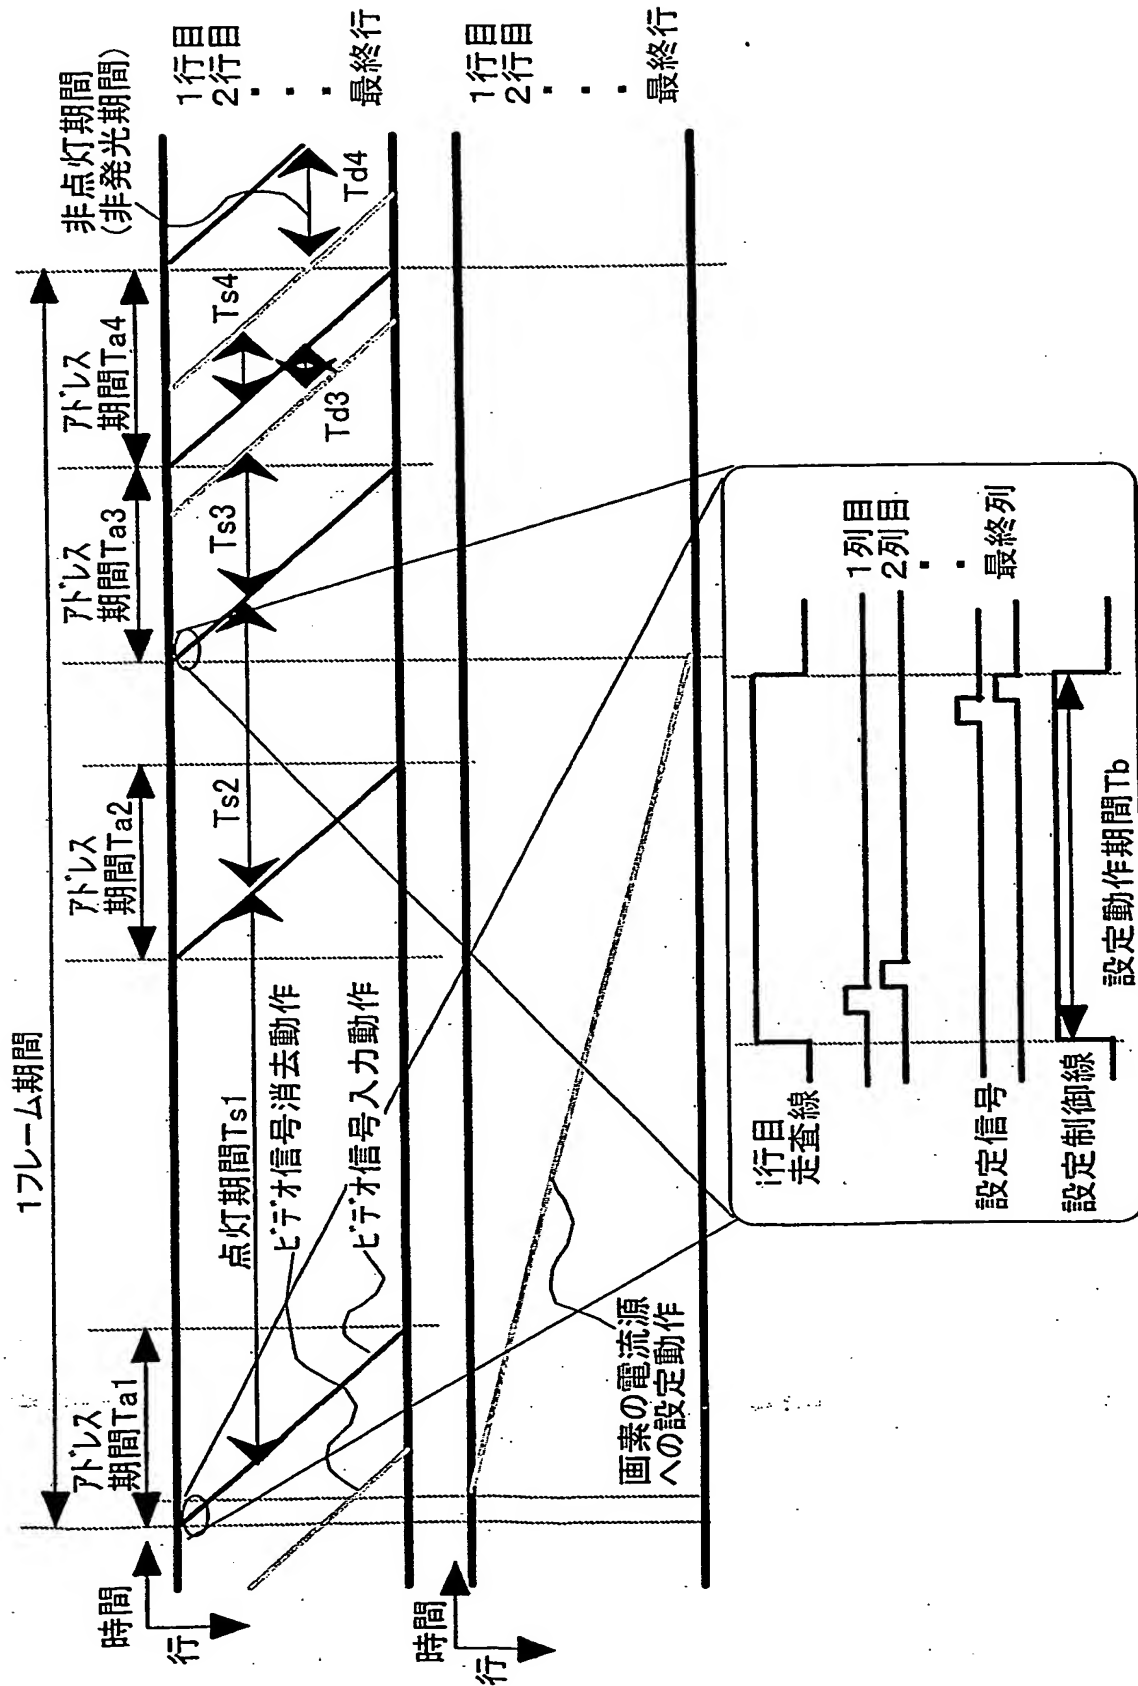 1フレーム期間
アドレス
期間Ta1
アドレス
期間Ta2
アドレス
期間Ta3
アドレス
期間Ta4
非点灯期間
(非発光期間)
時間
行
点灯期間Ts1
Ts2
Ts3
Ts4
Td3
Td4
ビデオ信号消去動作
ビデオ信号入力動作
1行目
2行目
・
・
・
最終行
時間
行
画素の電流源
への設定動作
1行目
2行目
・
・
・
最終行
i行目
走査線
設定信号
1列目
2列目
・
・
最終列
設定制御線
設定動作期間Tb